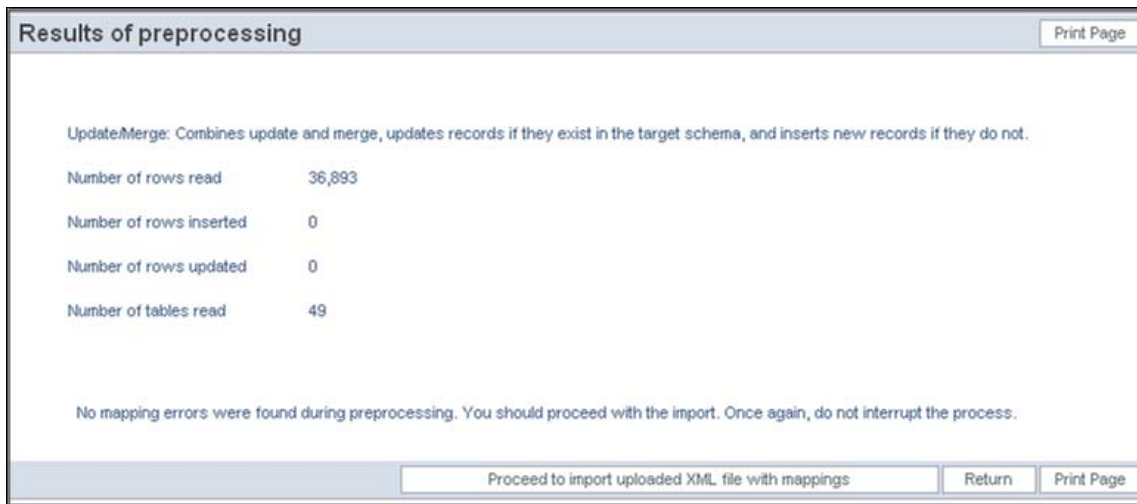 Results of preprocessing
Print Page
Update/Merge: Combines update and merge, updates records if they exist in the target schema, and inserts new records if they do not.
Number of rows read 36,893
Number of rows inserted 0
Number of rows updated 0
Number of tables read 49
No mapping errors were found during preprocessing. You should proceed with the import. Once again, do not interrupt the process.
Proceed to import uploaded XML file with mappings Return Print Page